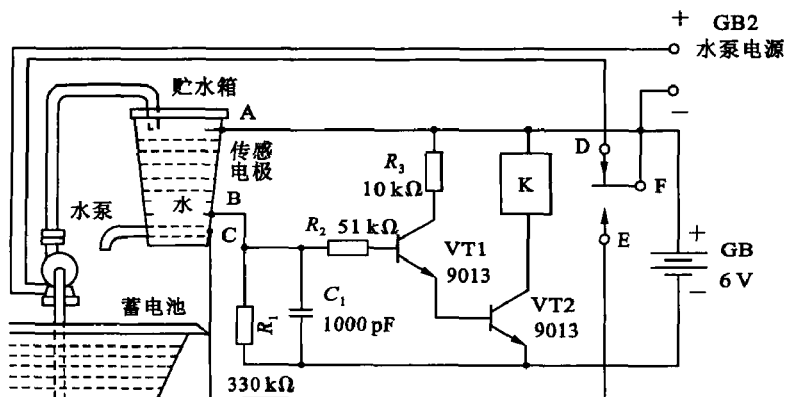 +
GB2
水泵电源
−
贮水箱
A
传感
电极
水
B
C
水泵
蓄电池
R₁
330 kΩ
C₁
1000 pF
R₂ 51 kΩ
R₃
10 kΩ
VT1
9013
VT2
9013
K
D
F
E
+
GB
6 V
−